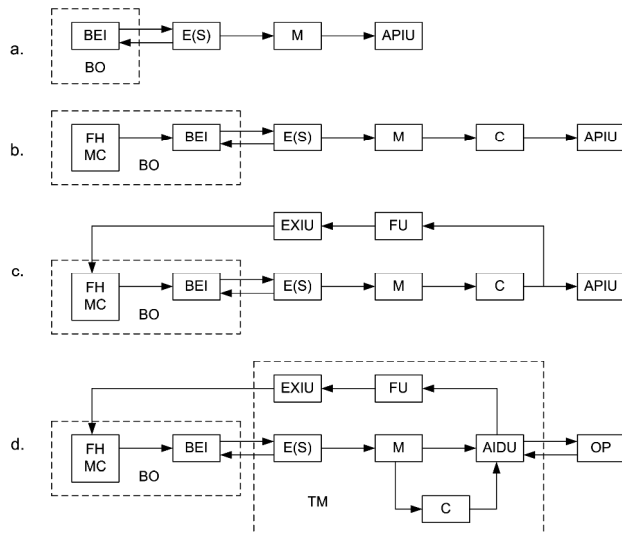 a.
BEI
E(S)
M
APIU
BO
b.
FH
MC
BEI
E(S)
M
C
APIU
BO
EXIU
FU
c.
FH
MC
BEI
E(S)
M
C
APIU
BO
EXIU
FU
d.
FH
MC
BEI
E(S)
M
AIDU
OP
BO
TM
C